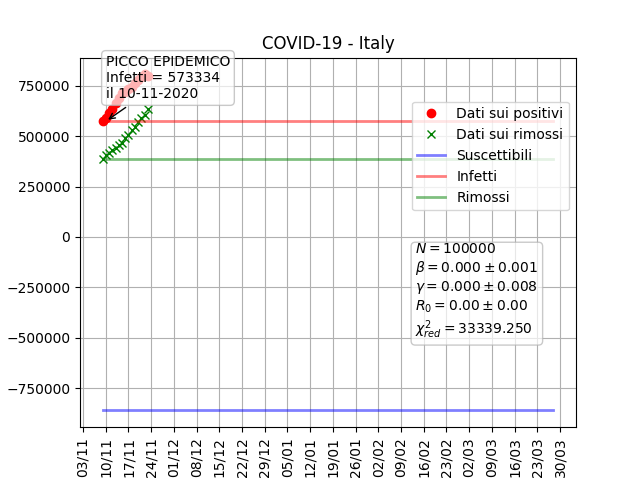 COVID-19 - Italy
PICCO EPIDEMICO
Infetti = 573334
il 10-11-2020
750000
500000
250000
0
−250000
−500000
−750000
Dati sui positivi
Dati sui rimossi
Suscettibili
Infetti
Rimossi
N = 100000
β = 0.000 ± 0.001
γ = 0.000 ± 0.008
R₀ = 0.00 ± 0.00
χ²red = 33339.250
03/11
10/11
17/11
24/11
01/12
08/12
15/12
22/12
29/12
05/01
12/01
19/01
26/01
02/02
09/02
16/02
23/02
02/03
09/03
16/03
23/03
30/03